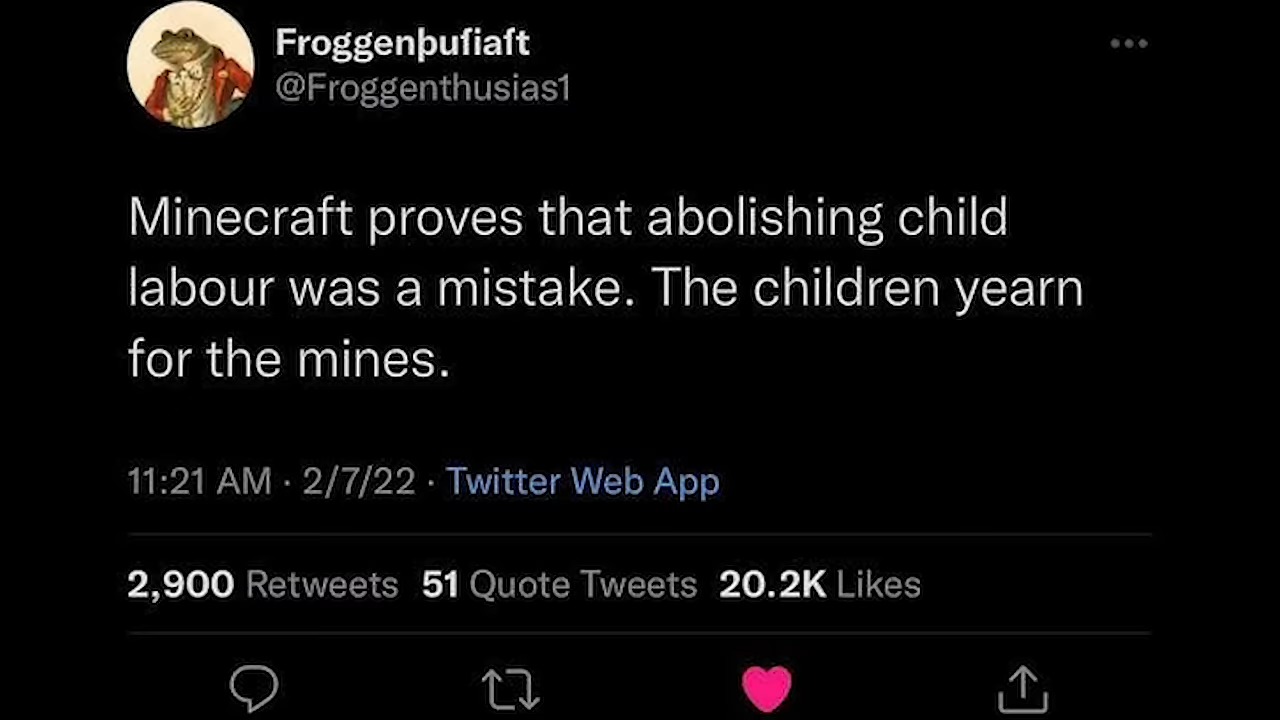 Froggenþuſiaſt
@Froggenthusias1
Minecraft proves that abolishing child
labour was a mistake. The children yearn
for the mines.
11:21 AM · 2/7/22 · Twitter Web App
2,900 Retweets 51 Quote Tweets 20.2K Likes